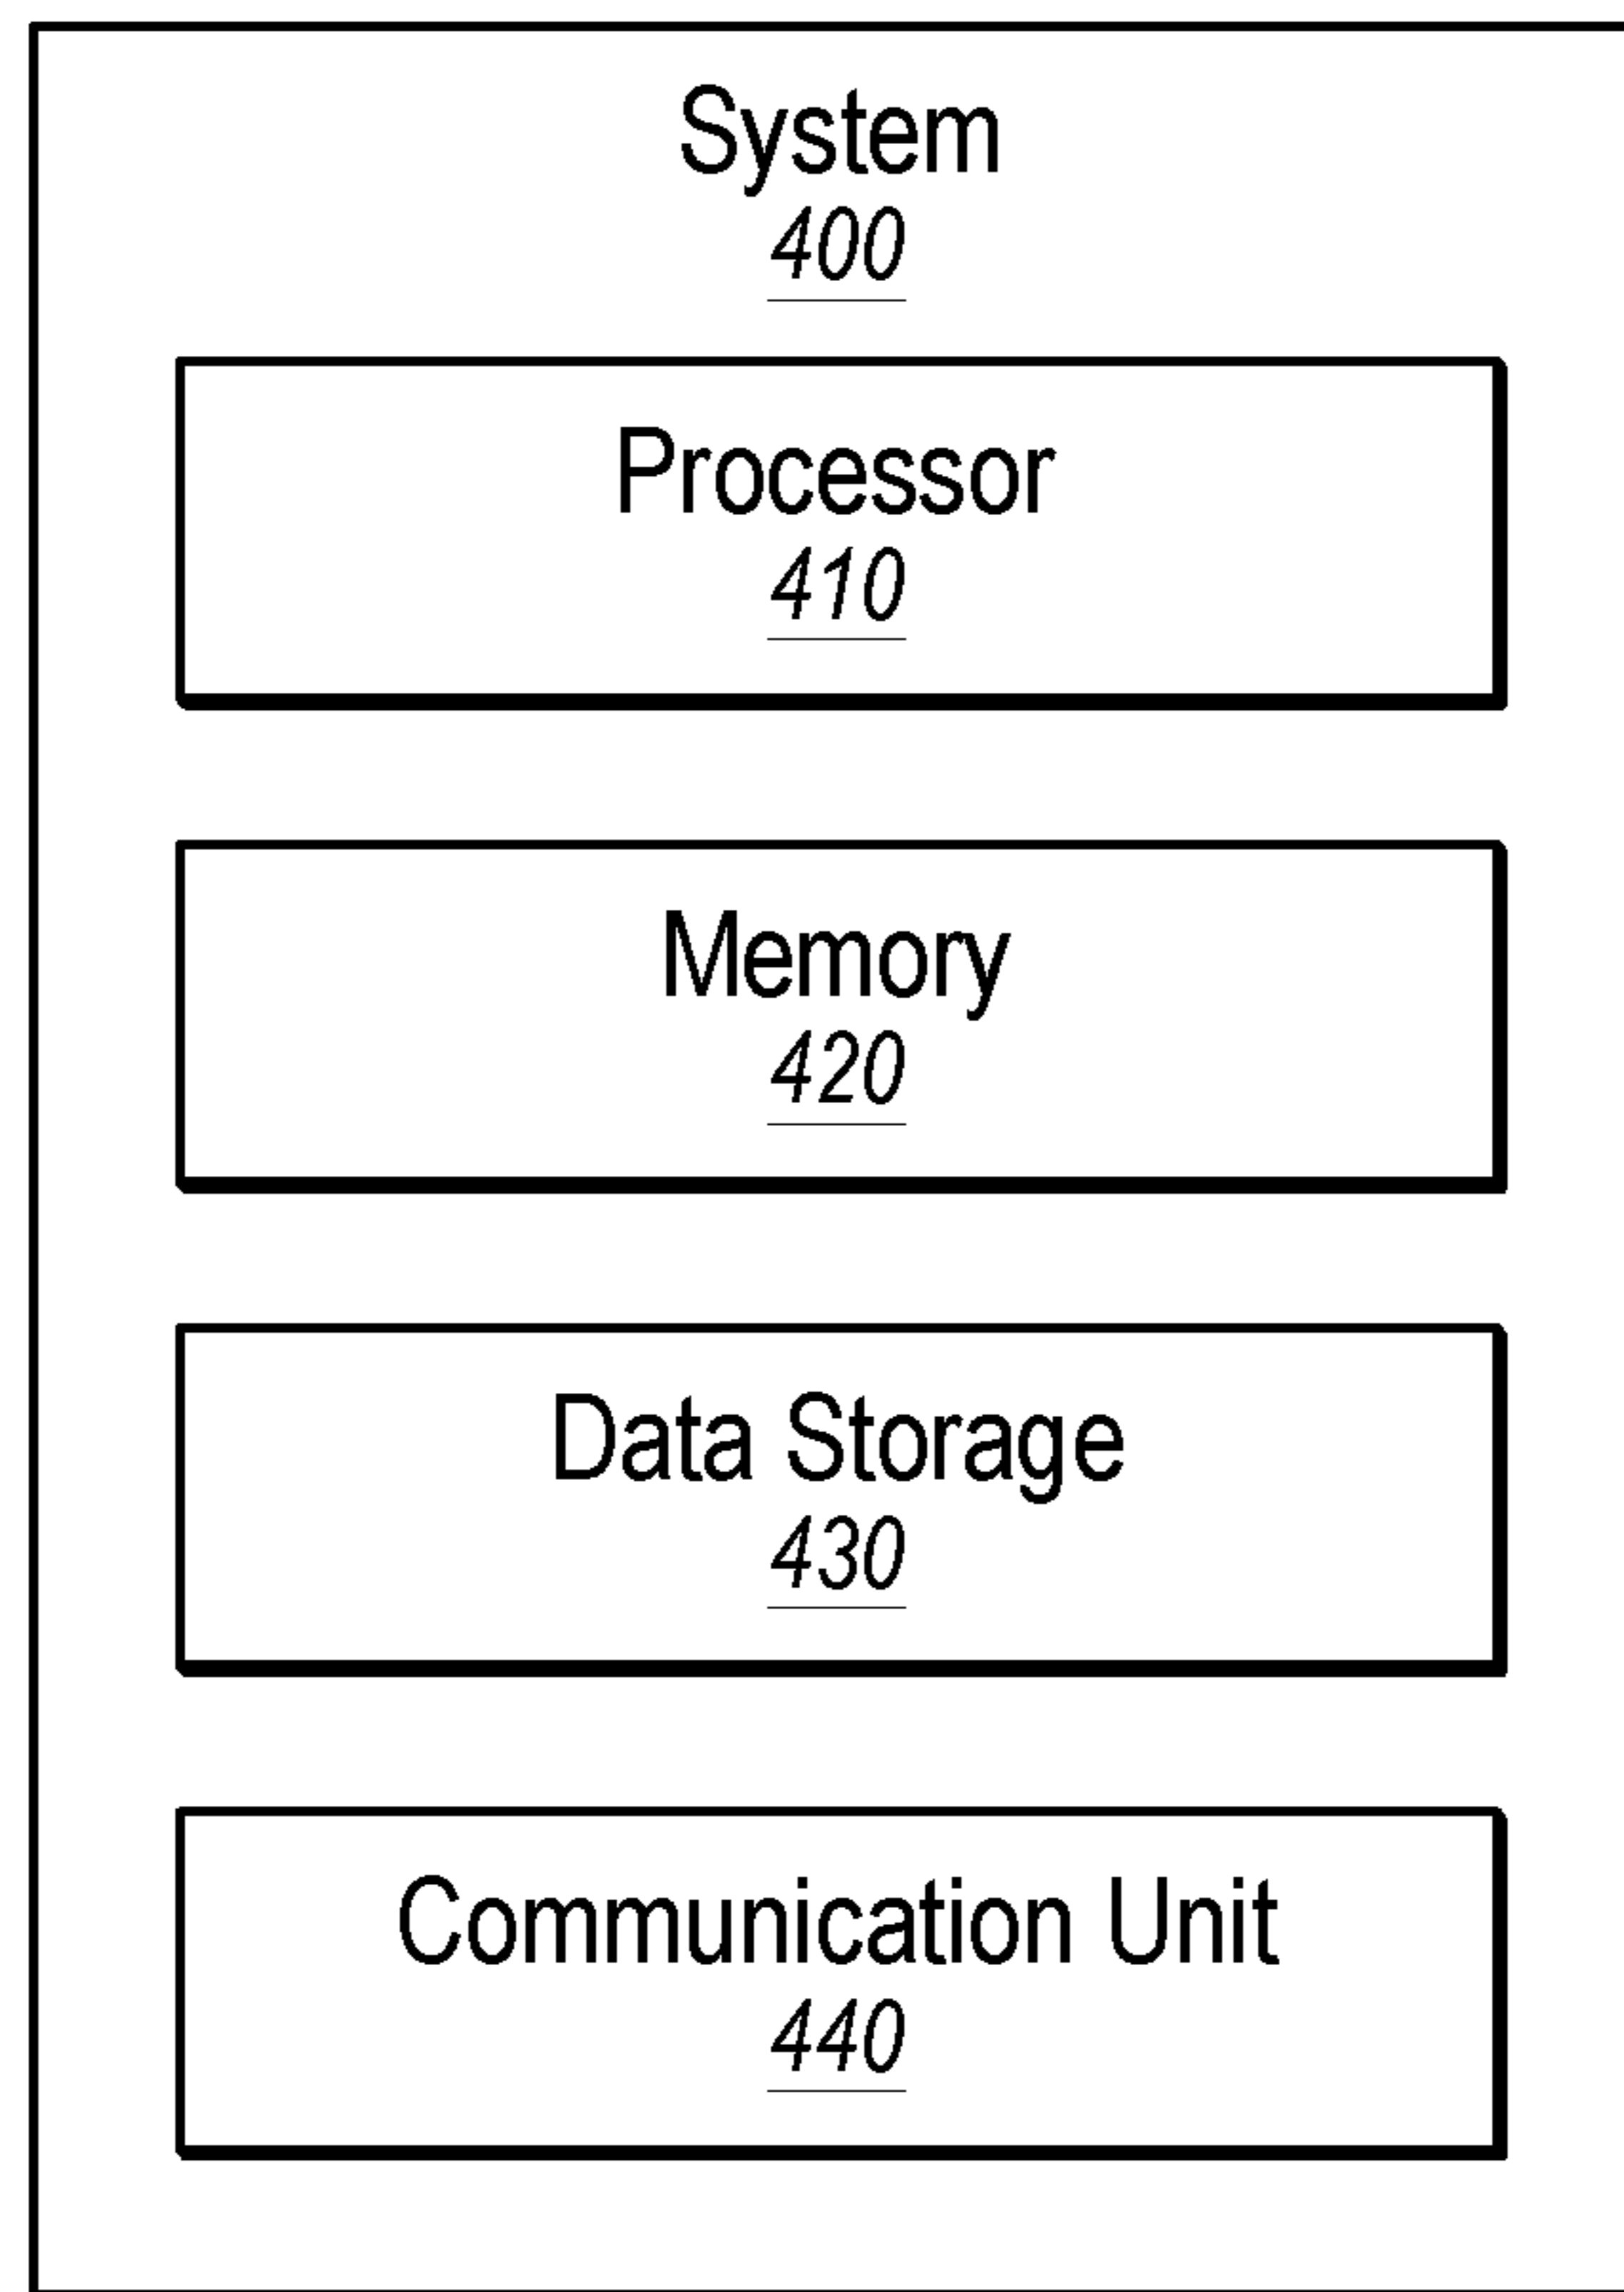 System
400
Processor
410
Memory
420
Data Storage
430
Communication Unit
440